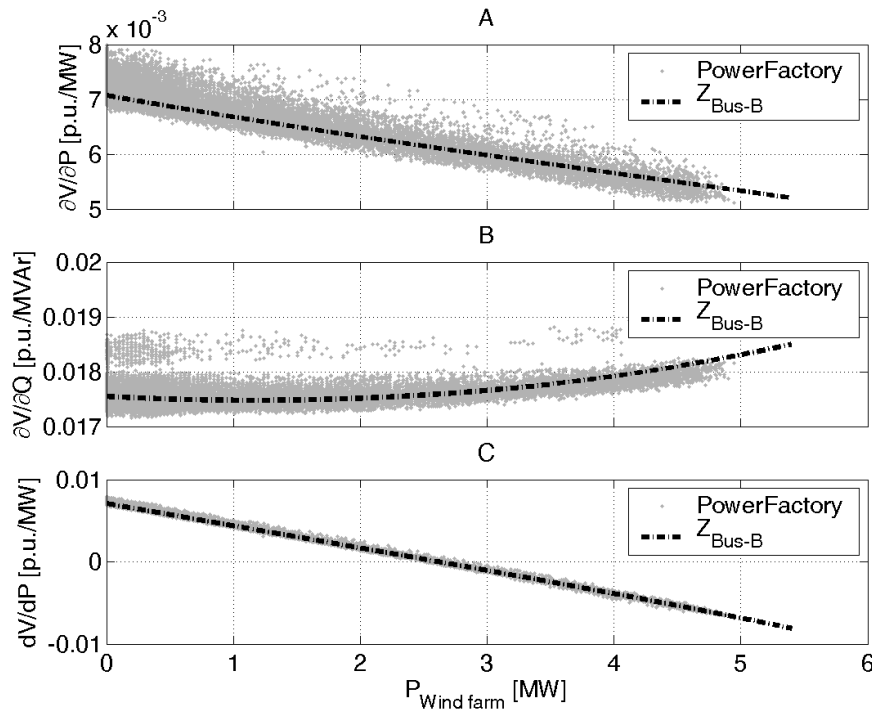 A
x 10^-3
8
7
6
5
∂V/∂P [p.u./MW]
PowerFactory
Z_Bus-B
B
0.02
0.019
0.018
0.017
∂V/∂Q [p.u./MVAr]
PowerFactory
Z_Bus-B
C
0.01
0
-0.01
dV/dP [p.u./MW]
PowerFactory
Z_Bus-B
0 1 2 3 4 5 6
P_Wind farm [MW]